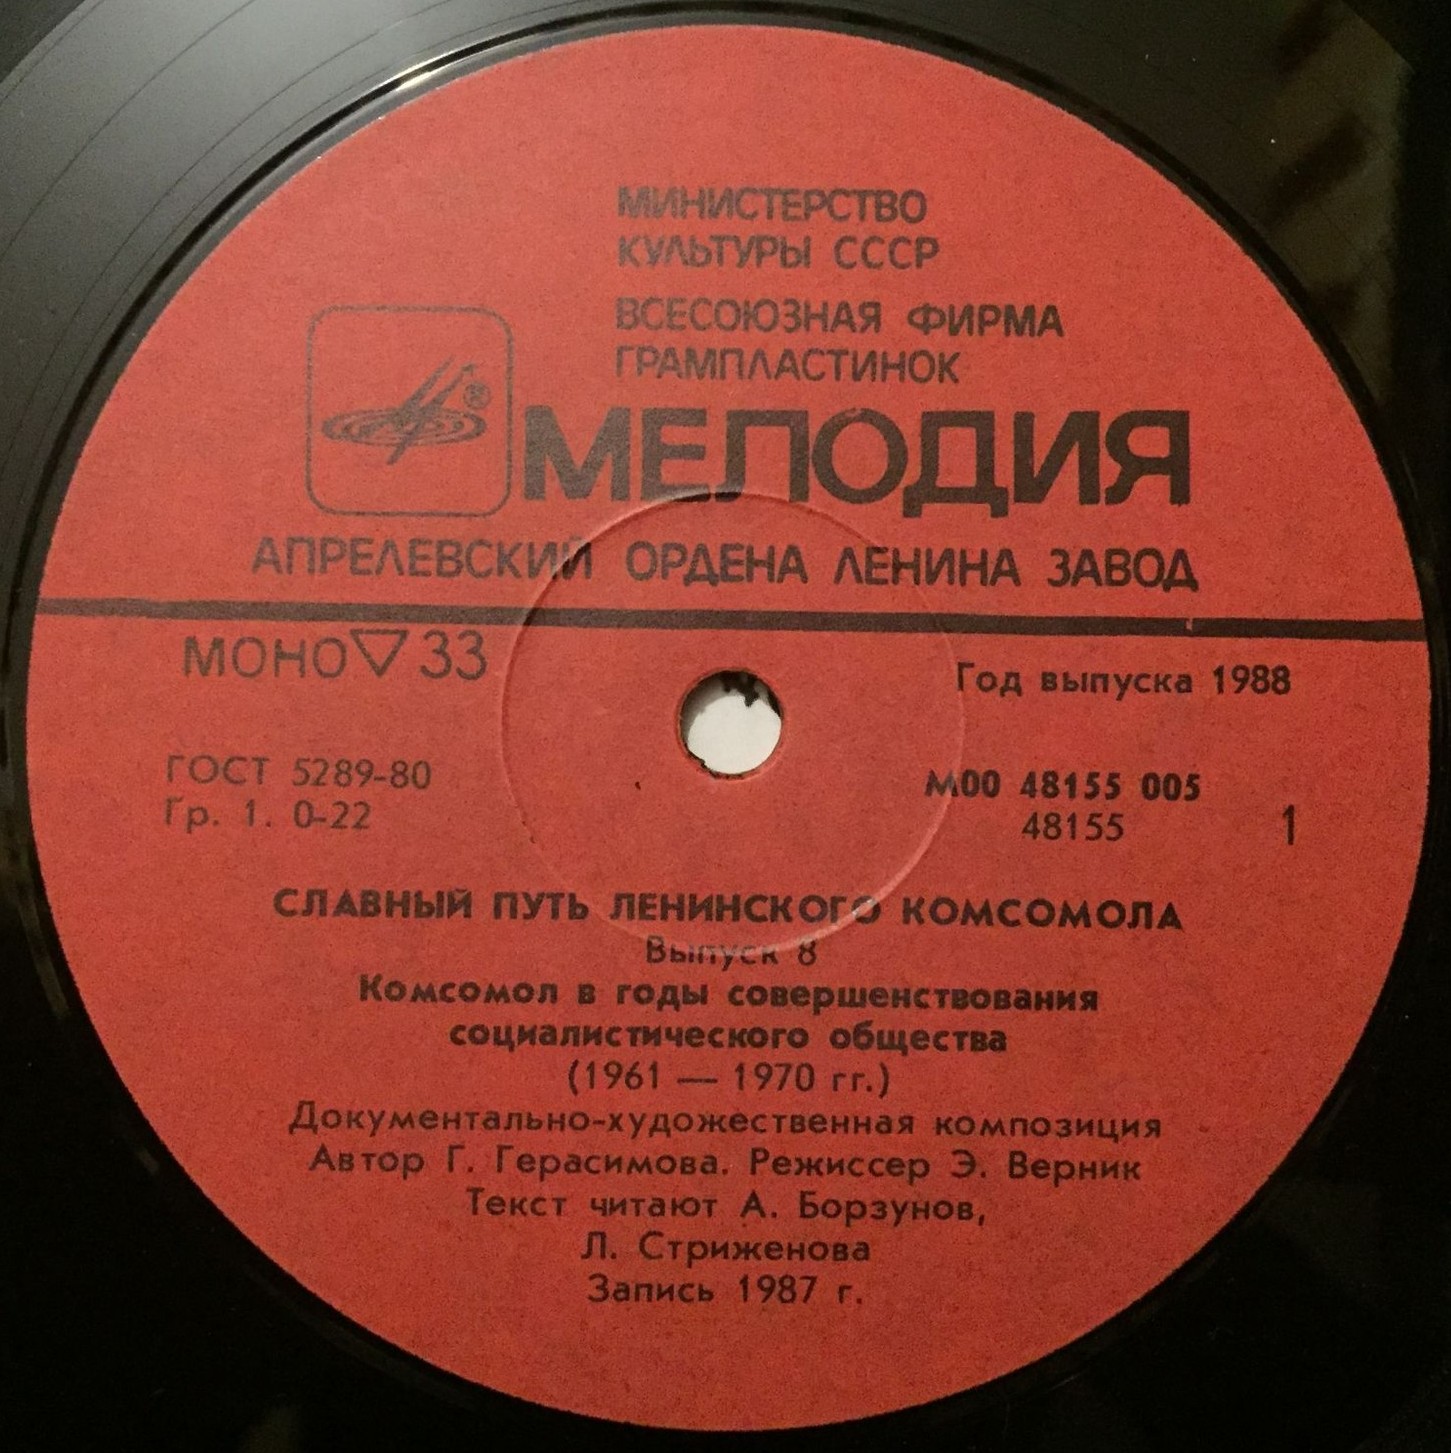 МИНИСТЕРСТВО
КУЛЬТУРЫ СССР
ВСЕСОЮЗНАЯ ФИРМА
ГРАМПЛАСТИНОК
МЕЛОДИЯ
АПРЕЛЕВСКИЙ ОРДЕНА ЛЕНИНА ЗАВОД
МОНО ▽ 33
Год выпуска 1988
ГОСТ 5289-80
Гр. 1. 0-22
М00 48155 005
48155
1
СЛАВНЫЙ ПУТЬ ЛЕНИНСКОГО КОМСОМОЛА
Выпуск 8
Комсомол в годы совершенствования
социалистического общества
(1961 — 1970 гг.)
Документально-художественная композиция
Автор Г. Герасимова. Режиссер Э. Верник
Текст читают А. Борзунов,
Л. Стриженова
Запись 1987 г.